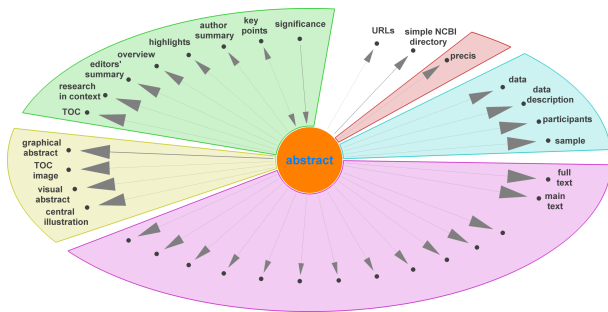 significance
key
points
author
summary
highlights
overview
editors'
summary
research
in context
TOC
URLs
simple NCBI
directory
precis
data
data
description
participants
sample
graphical
abstract
TOC
image
visual
abstract
central
illustration
abstract
full
text
main
text